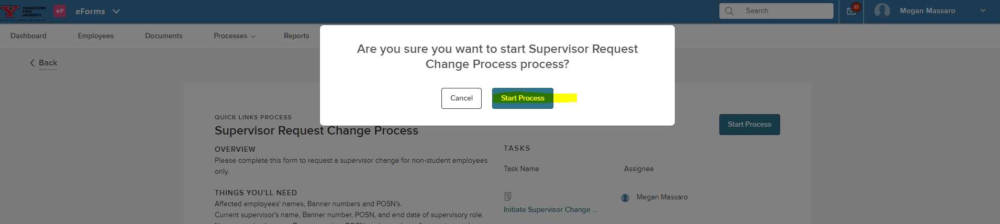 YOUNGSTOWN
STATE
UNIVERSITY
OFFICE OF HUMAN RESOURCES
eF
eForms
Search
22
Megan Massaro
Dashboard
Employees
Documents
Processes
Reports
Back
Are you sure you want to start Supervisor Request
Change Process process?
Cancel
Start Process
QUICK LINKS PROCESS
Supervisor Request Change Process
Start Process
OVERVIEW
Please complete this form to request a supervisor change for non-student employees
only.
THINGS YOU'LL NEED
Affected employees' names, Banner numbers and POSN's.
Current supervisor's name, Banner number, POSN, and end date of supervisory role.
TASKS
Task Name
Assignee
Megan Massaro
Initiate Supervisor Change ...